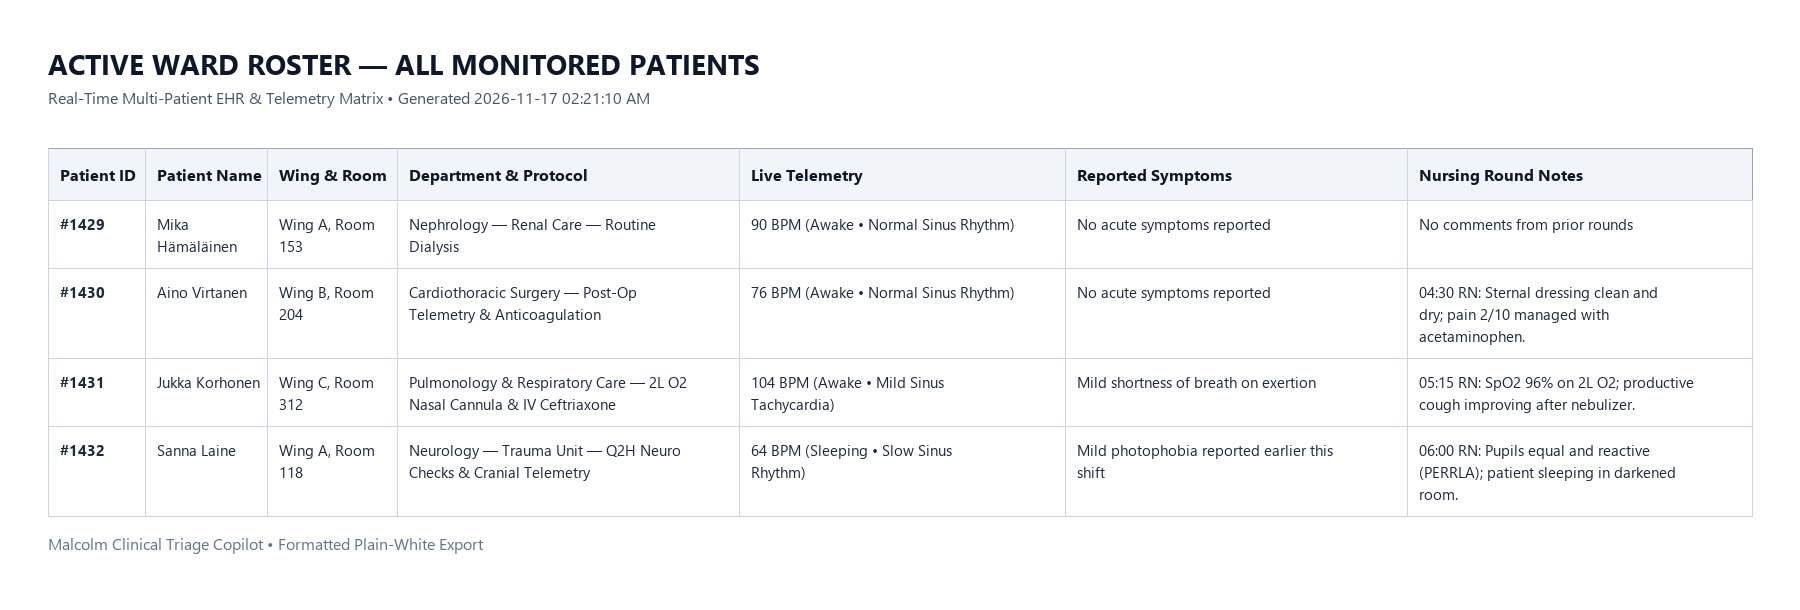 ACTIVE WARD ROSTER — ALL MONITORED PATIENTS
Real-Time Multi-Patient EHR & Telemetry Matrix • Generated 2026-11-17 02:21:10 AM
Patient ID Patient Name Wing & Room Department & Protocol Live Telemetry Reported Symptoms Nursing Round Notes
#1429 Mika Wing A, Room Nephrology — Renal Care — Routine 90 BPM (Awake • Normal Sinus Rhythm) No acute symptoms reported No comments from prior rounds
Hämäläinen 153 Dialysis
#1430 Aino Virtanen Wing B, Room Cardiothoracic Surgery — Post-Op 76 BPM (Awake • Normal Sinus Rhythm) No acute symptoms reported 04:30 RN: Sternal dressing clean and
204 Telemetry & Anticoagulation dry; pain 2/10 managed with
acetaminophen.
#1431 Jukka Korhonen Wing C, Room Pulmonology & Respiratory Care — 2L O2 104 BPM (Awake • Mild Sinus Mild shortness of breath on exertion 05:15 RN: SpO2 96% on 2L O2; productive
312 Nasal Cannula & IV Ceftriaxone Tachycardia) cough improving after nebulizer.
#1432 Sanna Laine Wing A, Room Neurology — Trauma Unit — Q2H Neuro 64 BPM (Sleeping • Slow Sinus Mild photophobia reported earlier this 06:00 RN: Pupils equal and reactive
118 Checks & Cranial Telemetry Rhythm) shift (PERRLA); patient sleeping in darkened
room.
Malcolm Clinical Triage Copilot • Formatted Plain-White Export